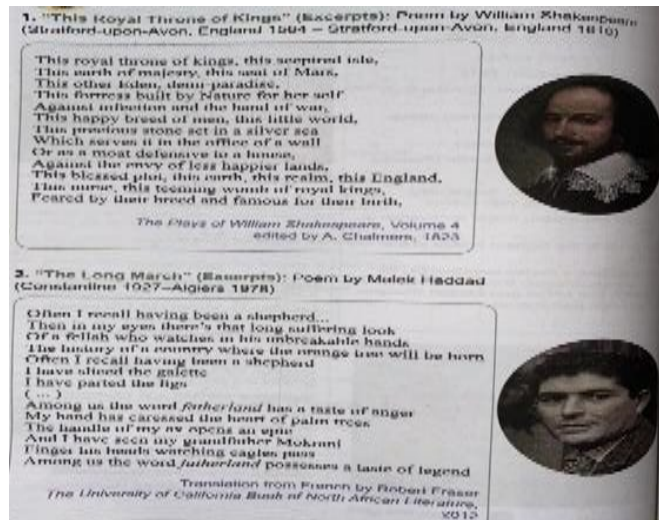 1. "This Royal Throne of Kings" (Excerpts): Poem by William Shakespeare
(Stratford-upon-Avon, England 1564 – Stratford-upon-Avon, England 1616)
This royal throne of kings, this sceptred isle,
This earth of majesty, this seat of Mars,
This other Eden, demi-paradise,
This fortress built by Nature for her self
Against infection and the hand of war,
This happy breed of men, this little world,
This precious stone set in a silver sea
Which serves it in the office of a wall
Or as a moat defensive to a house,
Against the envy of less happier lands,
This blessed plot, this earth, this realm, this England,
This nurse, this teeming womb of royal kings,
Feared by their breed and famous for their birth,
The Plays of William Shakespeare, Volume 4
edited by A. Chalmers, 1823
2. "The Long March" (Excerpts): Poem by Malek Haddad
(Constantine 1927–Algiers 1978)
Often I recall having been a shepherd...
Then in my eyes there's that long suffering look
Of a fellah who watches in his unbreakable hands
The history of a country where the orange tree will be born
Often I recall having been a shepherd
I have sliced the galette
I have parted the figs
( ... )
Among us the word fatherland has a taste of anger
My hand has caressed the heart of palm trees
The handle of my ax opens an epic
And I have seen my grandfather Mokrani
Finger his beads watching eagles pass
Among us the word fatherland possesses a taste of legend
Translation from French by Robert Fraser
The University of California Book of North African Literature,
2012